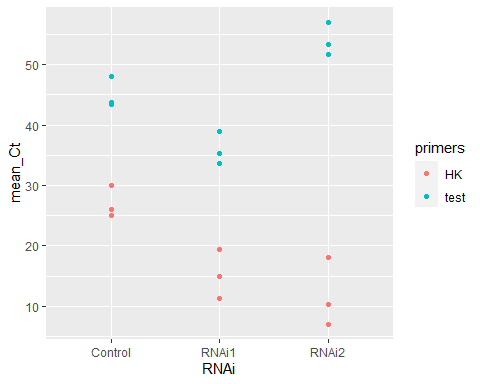 mean_Ct
50
40
30
20
10
Control RNAi1 RNAi2
RNAi
primers
HK
test